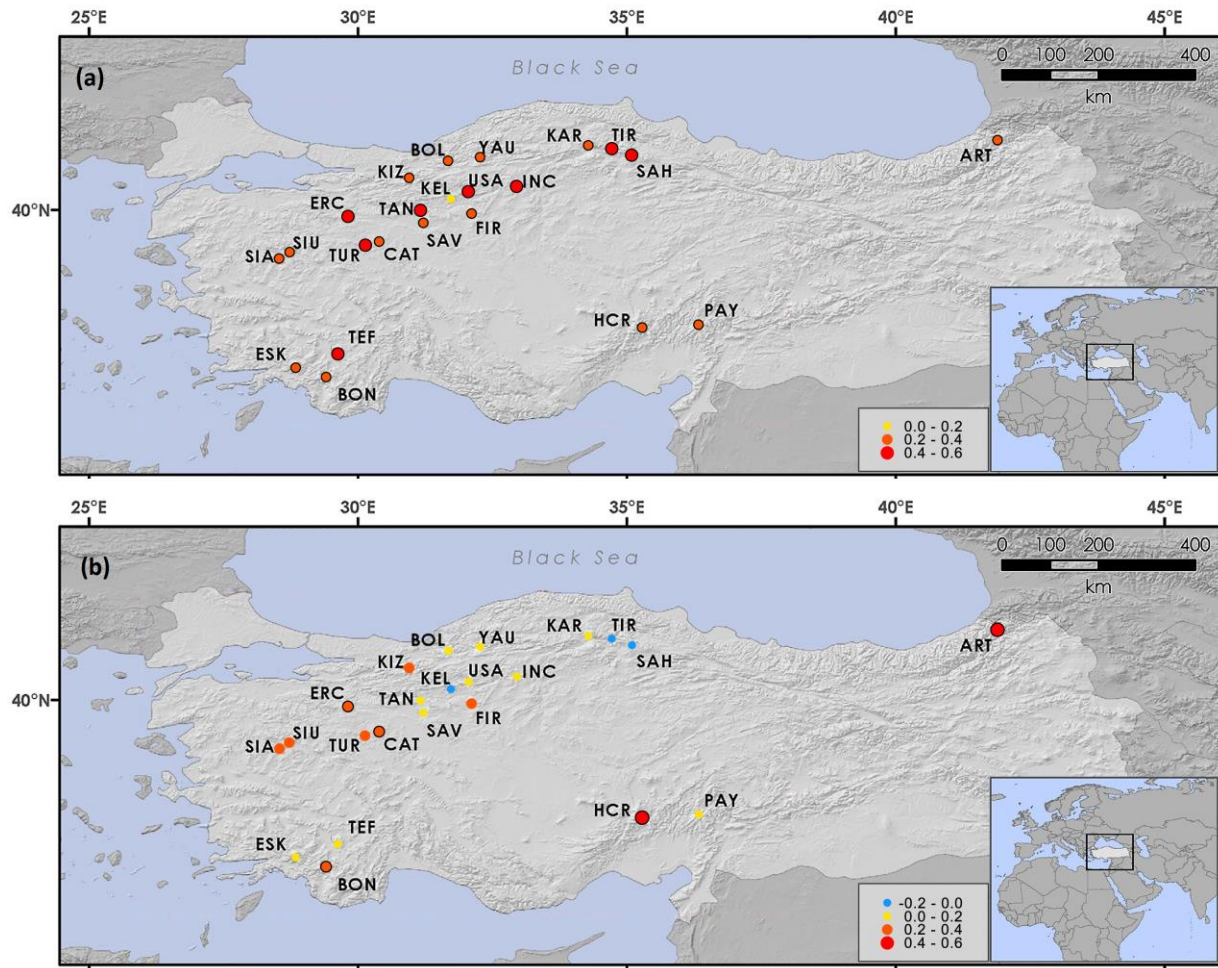 25°E 30°E 35°E 40°E 45°E
(a)
Black Sea
0 100 200 400
km
KAR TIR
BOL YAU
SAH
ART
KIZ
KEL USA INC
40°N
ERC TAN
FIR
SAV
SIA SIU
TUR CAT
HCR PAY
TEF
ESK
BON
0.0 - 0.2
0.2 - 0.4
0.4 - 0.6
25°E 30°E 35°E 40°E 45°E
(b)
Black Sea
0 100 200 400
km
KAR TIR
BOL YAU
SAH
ART
KIZ
KEL USA INC
40°N
ERC TAN
FIR
SAV
SIA SIU
TUR CAT
HCR PAY
TEF
ESK
BON
-0.2 - 0.0
0.0 - 0.2
0.2 - 0.4
0.4 - 0.6